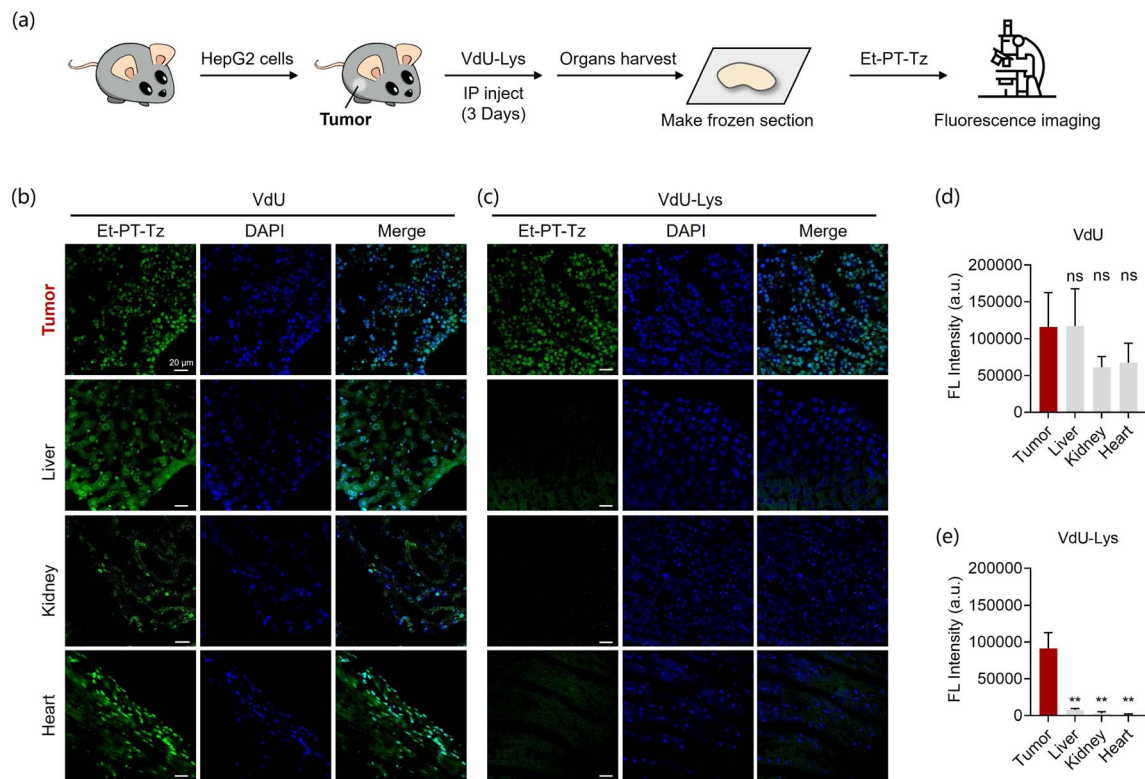 (a)
HepG2 cells
Tumor
VdU-Lys
IP inject
(3 Days)
Organs harvest
Make frozen section
Et-PT-Tz
Fluorescence imaging
(b)
VdU
Et-PT-Tz DAPI Merge
Tumor
20 μm
Liver
Kidney
Heart
(c)
VdU-Lys
Et-PT-Tz DAPI Merge
(d)
VdU
FL Intensity (a.u.)
200000
150000
100000
50000
0
ns ns ns
Tumor Liver Kidney Heart
(e)
VdU-Lys
FL Intensity (a.u.)
200000
150000
100000
50000
0
** ** **
Tumor Liver Kidney Heart